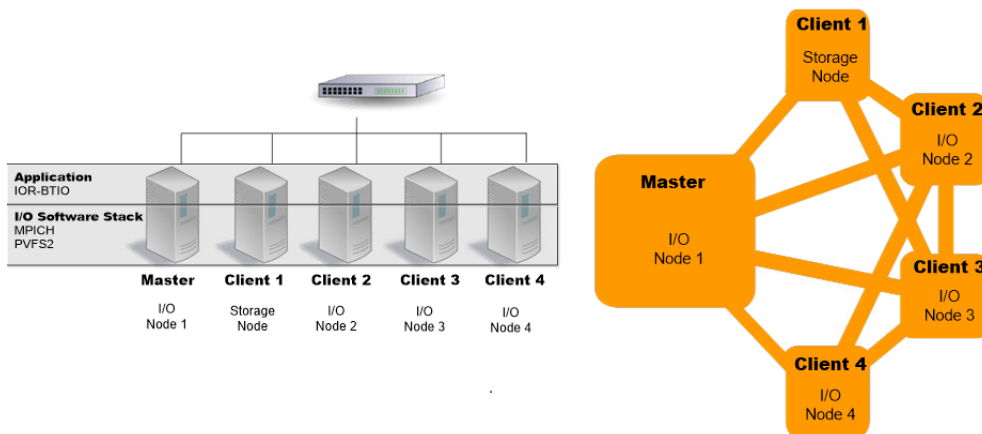 Application
IOR-BTIO
I/O Software Stack
MPICH
PVFS2
Master
I/O
Node 1
Client 1
Storage
Node
Client 2
I/O
Node 2
Client 3
I/O
Node 3
Client 4
I/O
Node 4
Client 1
Storage
Node
Client 2
I/O
Node 2
Master
I/O
Node 1
Client 3
I/O
Node 3
Client 4
I/O
Node 4